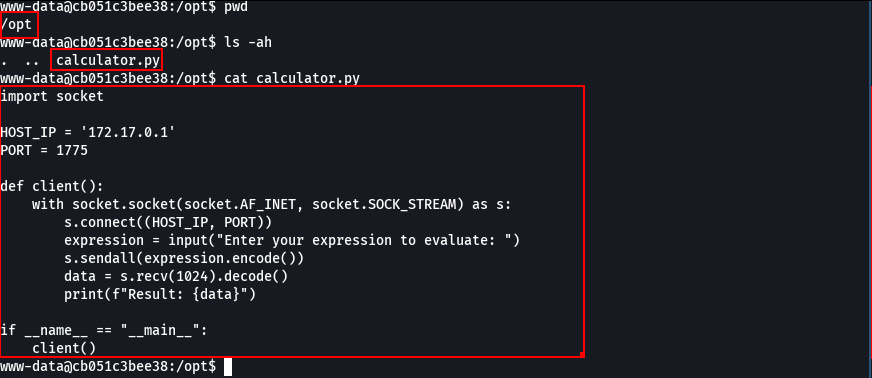 www-data@cb051c3bee38:/opt$ pwd
/opt
www-data@cb051c3bee38:/opt$ ls -ah
.  ..  calculator.py
www-data@cb051c3bee38:/opt$ cat calculator.py
import socket

HOST_IP = '172.17.0.1'
PORT = 1775

def client():
    with socket.socket(socket.AF_INET, socket.SOCK_STREAM) as s:
        s.connect((HOST_IP, PORT))
        expression = input("Enter your expression to evaluate: ")
        s.sendall(expression.encode())
        data = s.recv(1024).decode()
        print(f"Result: {data}")

if __name__ == "__main__":
    client()
www-data@cb051c3bee38:/opt$